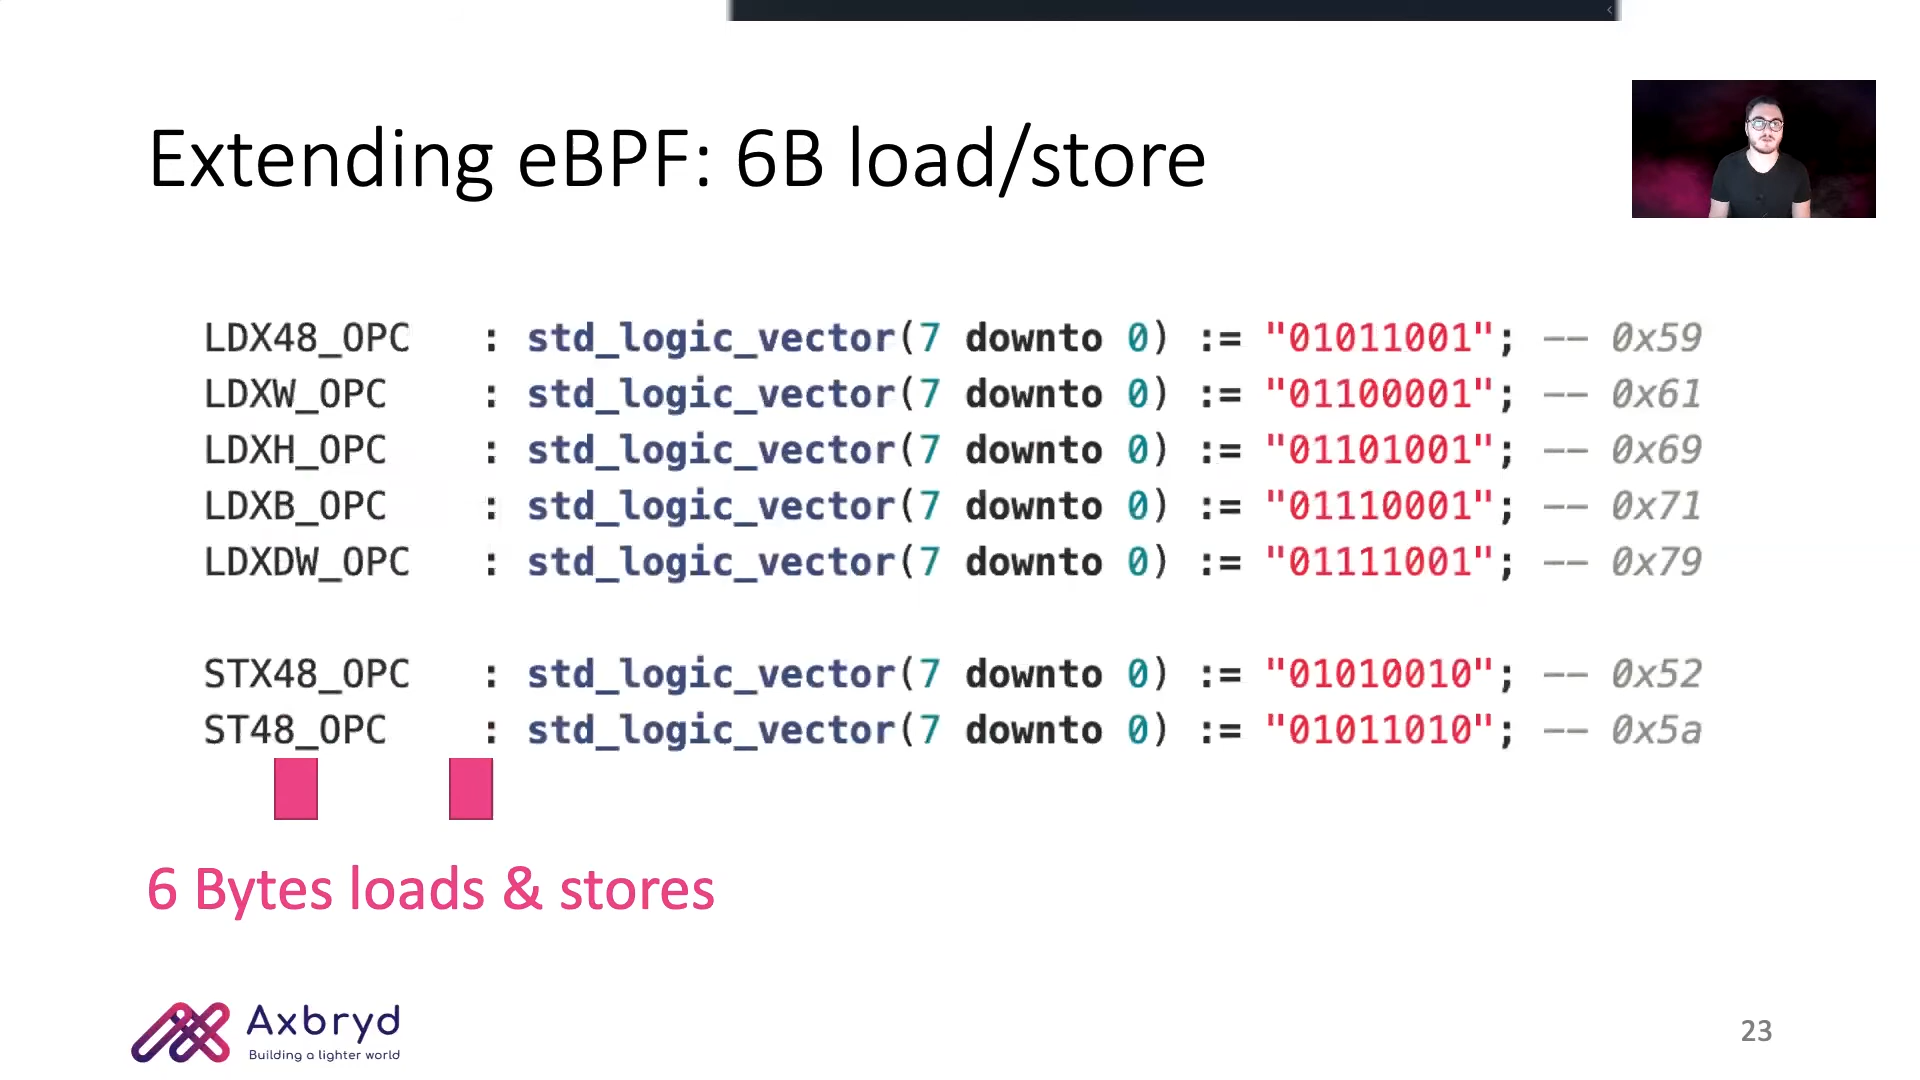 Extending eBPF: 6B load/store
LDX48_OPC : std_logic_vector(7 downto 0) := "01011001"; -- 0x59
LDXW_OPC : std_logic_vector(7 downto 0) := "01100001"; -- 0x61
LDXH_OPC : std_logic_vector(7 downto 0) := "01101001"; -- 0x69
LDXB_OPC : std_logic_vector(7 downto 0) := "01110001"; -- 0x71
LDXDW_OPC : std_logic_vector(7 downto 0) := "01111001"; -- 0x79
STX48_OPC : std_logic_vector(7 downto 0) := "01010010"; -- 0x52
ST48_OPC : std_logic_vector(7 downto 0) := "01011010"; -- 0x5a
6 Bytes loads & stores
Axbryd
Building a lighter world
23